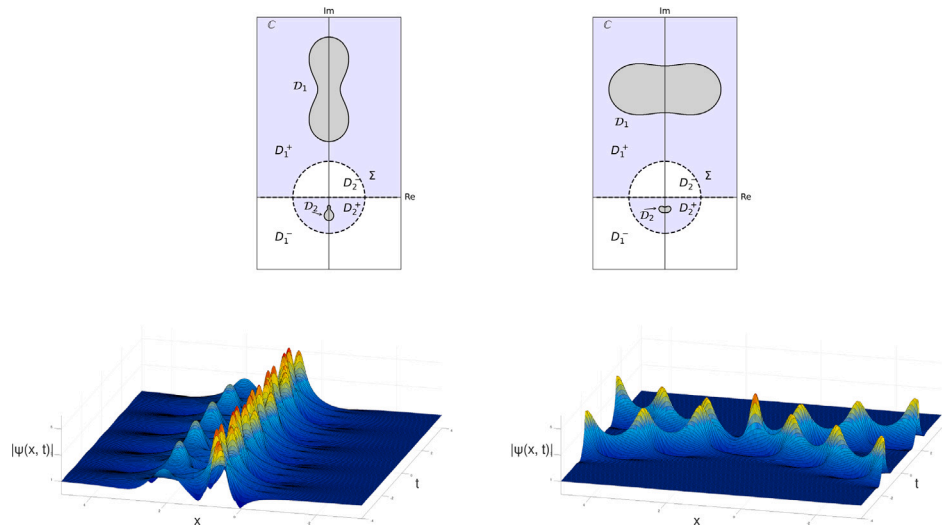 Im
ℂ
𝒟₁
D₁⁺
Σ
D₂⁻
Re
𝒟₂
D₂⁺
D₁⁻
Im
ℂ
𝒟₁
D₁⁺
Σ
D₂⁻
Re
𝒟₂
D₂⁺
D₁⁻
|ψ(x, t)|
x
t
|ψ(x, t)|
x
t